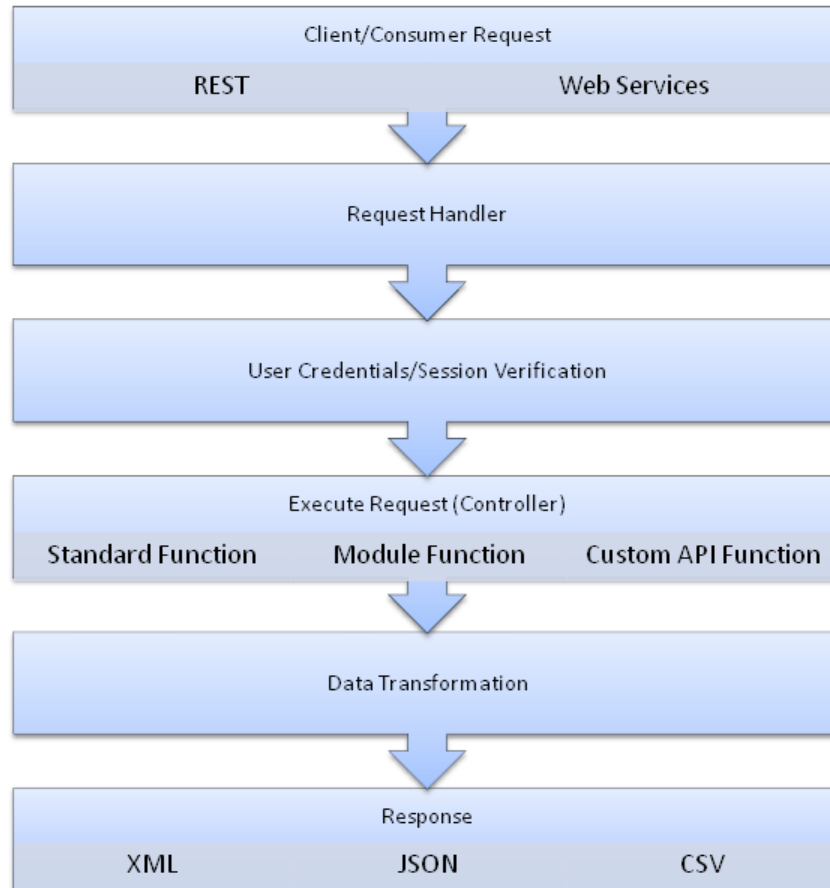 Client/Consumer Request
REST Web Services
Request Handler
User Credentials/Session Verification
Execute Request (Controller)
Standard Function Module Function Custom API Function
Data Transformation
Response
XML JSON CSV